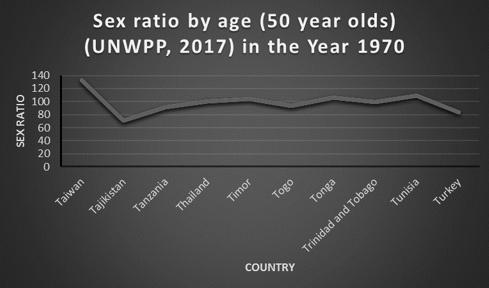 Sex ratio by age (50 year olds)
(UNWPP, 2017) in the Year 1970
140
120
100
80
60
40
20
0
SEX RATIO
Taiwan
Tajikistan
Tanzania
Thailand
Timor
Togo
Tonga
Trinidad and Tobago
Tunisia
Turkey
COUNTRY